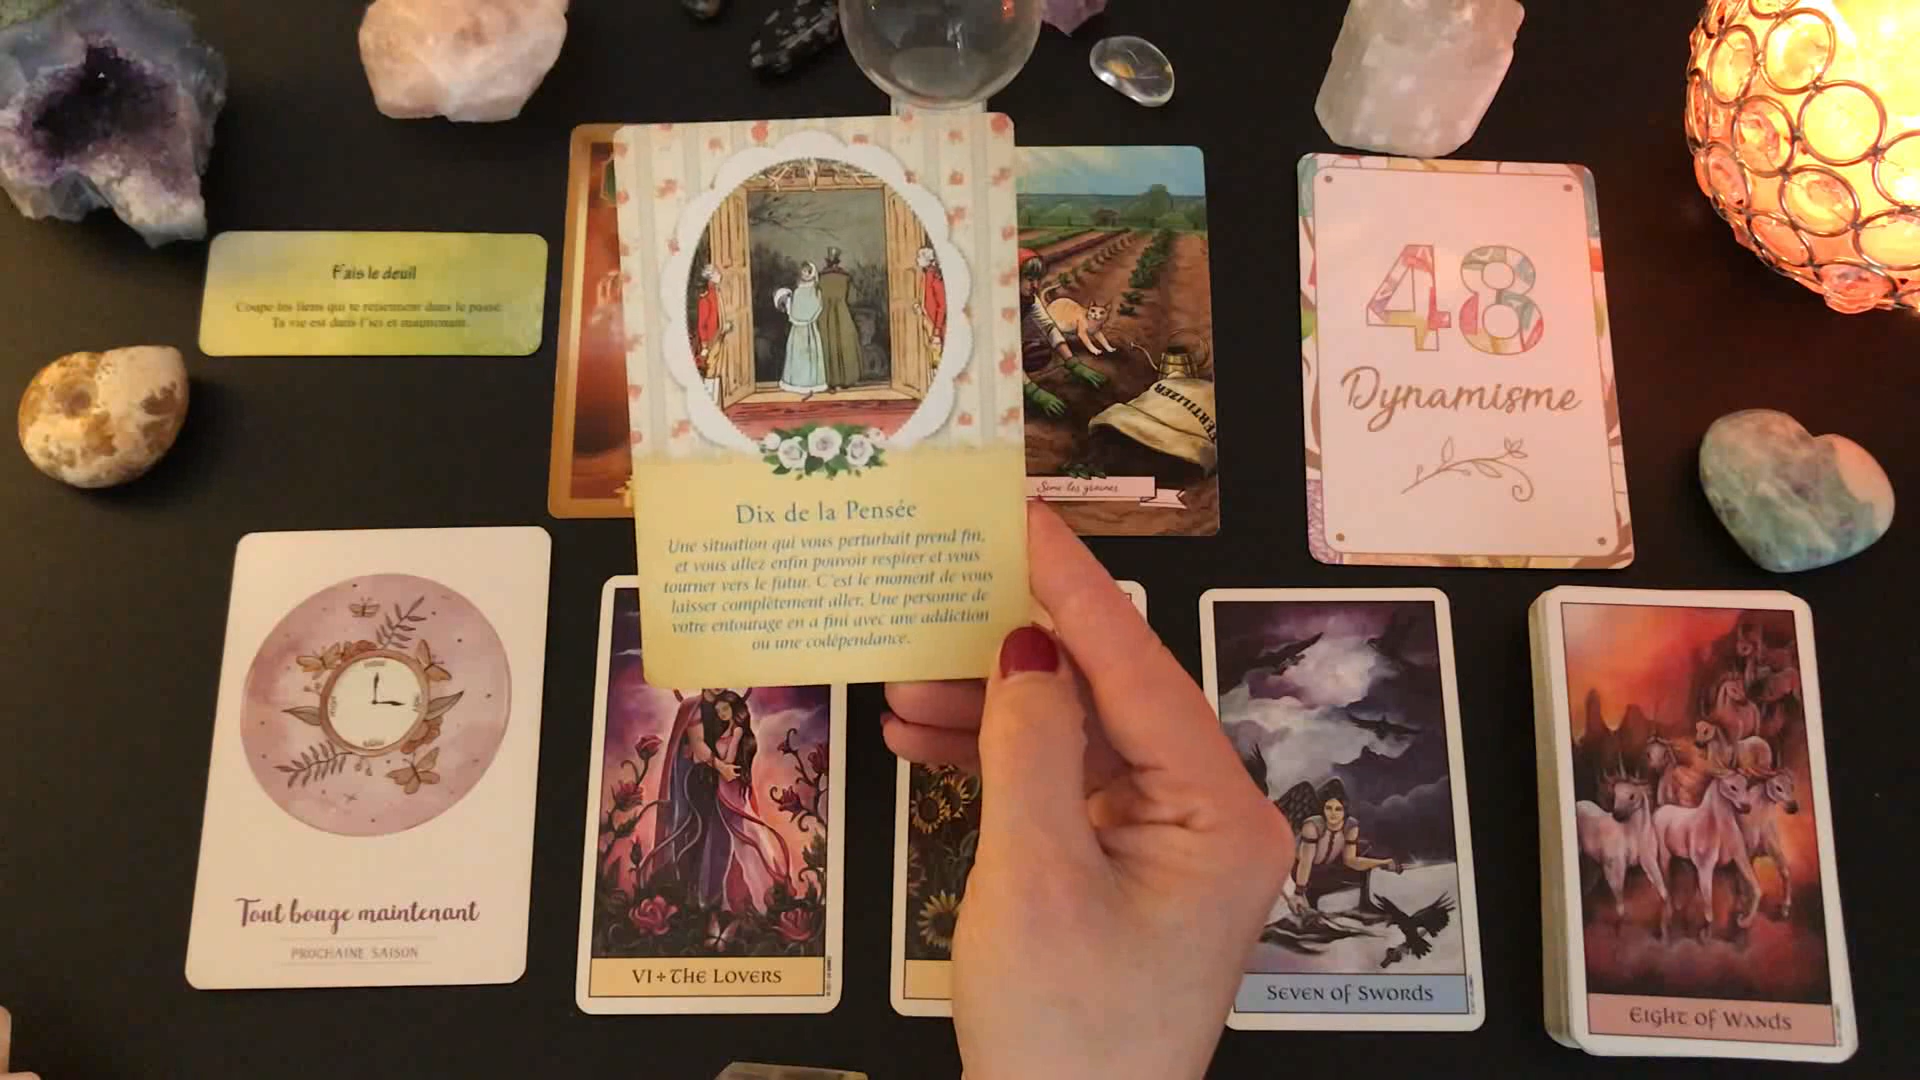 Fais le deuil
Coupe les liens qui te retiennent dans le passé.
Ta vie est dans l'ici et maintenant.
Dix de la Pensée
Une situation qui vous perturbait prend fin,
et vous allez enfin pouvoir respirer et vous
tourner vers le futur. C'est le moment de vous
laisser complètement aller. Une personne de
votre entourage en a fini avec une addiction
ou une codépendance.
FERTILIZER
Sème les graines
48
Dynamisme
Tout bouge maintenant
PROCHAINE SAISON
VI + THE LOVERS
SEVEN OF SWORDS
EIGHT OF WANDS